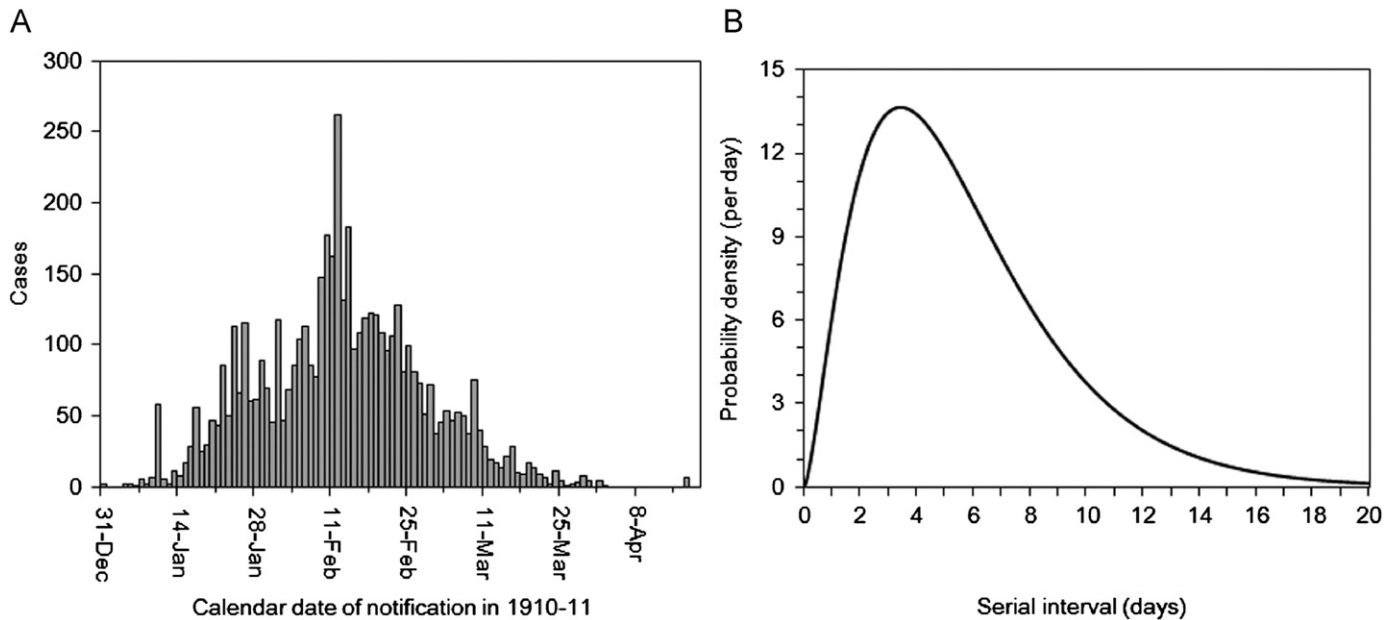 A
300
250
200
150
100
50
0
Cases
31-Dec
14-Jan
28-Jan
11-Feb
25-Feb
11-Mar
25-Mar
8-Apr
Calendar date of notification in 1910-11
B
15
12
9
6
3
0
Probability density (per day)
0 2 4 6 8 10 12 14 16 18 20
Serial interval (days)